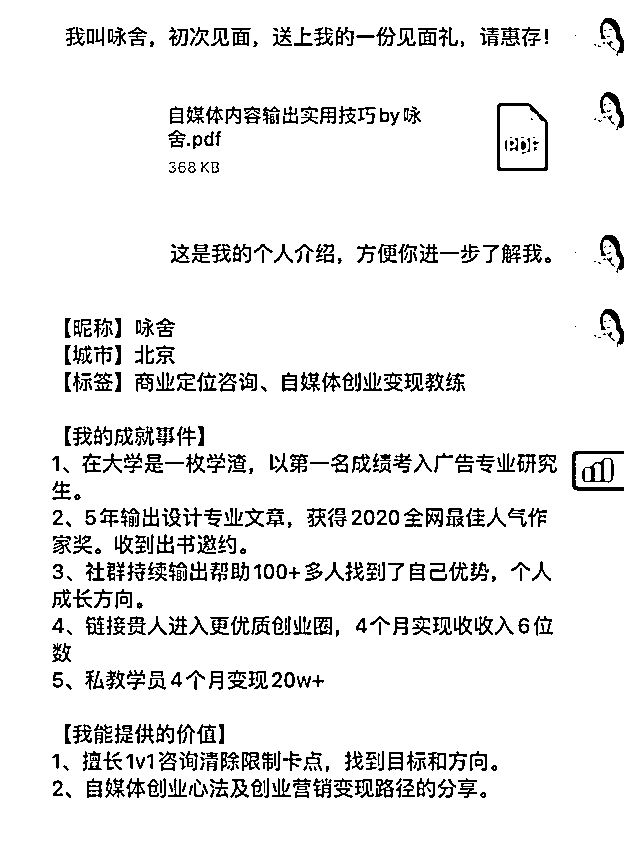 我叫咏舍，初次见面，送上我的一份见面礼，请惠存！
自媒体内容输出实用技巧by咏
舍.pdf
368 KB
PDF
这是我的个人介绍，方便你进一步了解我。
【昵称】咏舍
【城市】北京
【标签】商业定位咨询、自媒体创业变现教练
【我的成就事件】
1、在大学是一枚学渣，以第一名成绩考入广告专业研究
生。
2、5年输出设计专业文章，获得2020全网最佳人气作
家奖。收到出书邀约。
3、社群持续输出帮助100+多人找到了自己优势，个人
成长方向。
4、链接贵人进入更优质创业圈，4个月实现收收入6位
数
5、私教学员4个月变现20w+
【我能提供的价值】
1、擅长1v1咨询清除限制卡点，找到目标和方向。
2、自媒体创业心法及创业营销变现路径的分享。